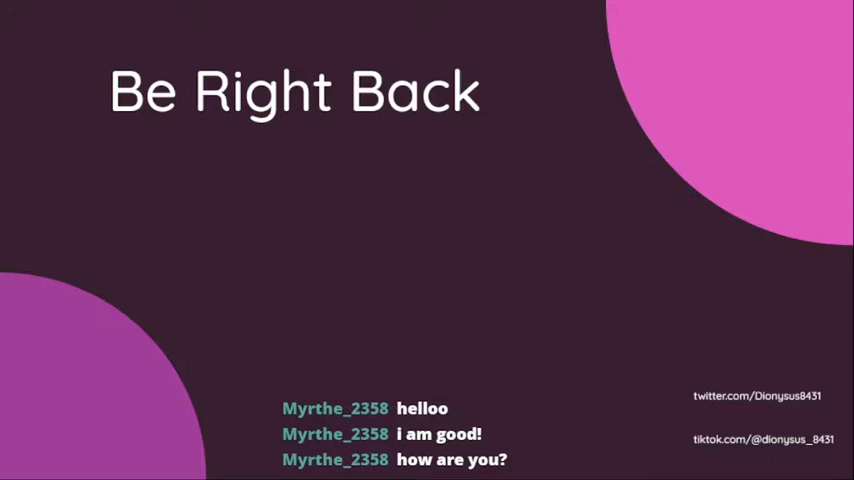 Be Right Back
twitter.com/Dionysus8431
Myrthe_2358 helloo
Myrthe_2358 i am good!
tiktok.com/@dionysus_8431
Myrthe_2358 how are you?